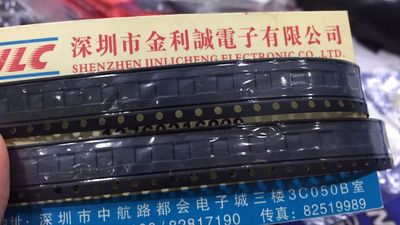 JLC
深圳市金利誠電子有限公司
SHENZHEN JINLICHENG ELECTRONIC CO.,LTD.
地址:深圳市中航路都会电子城三楼3C050B室
82817190 传真:82519989